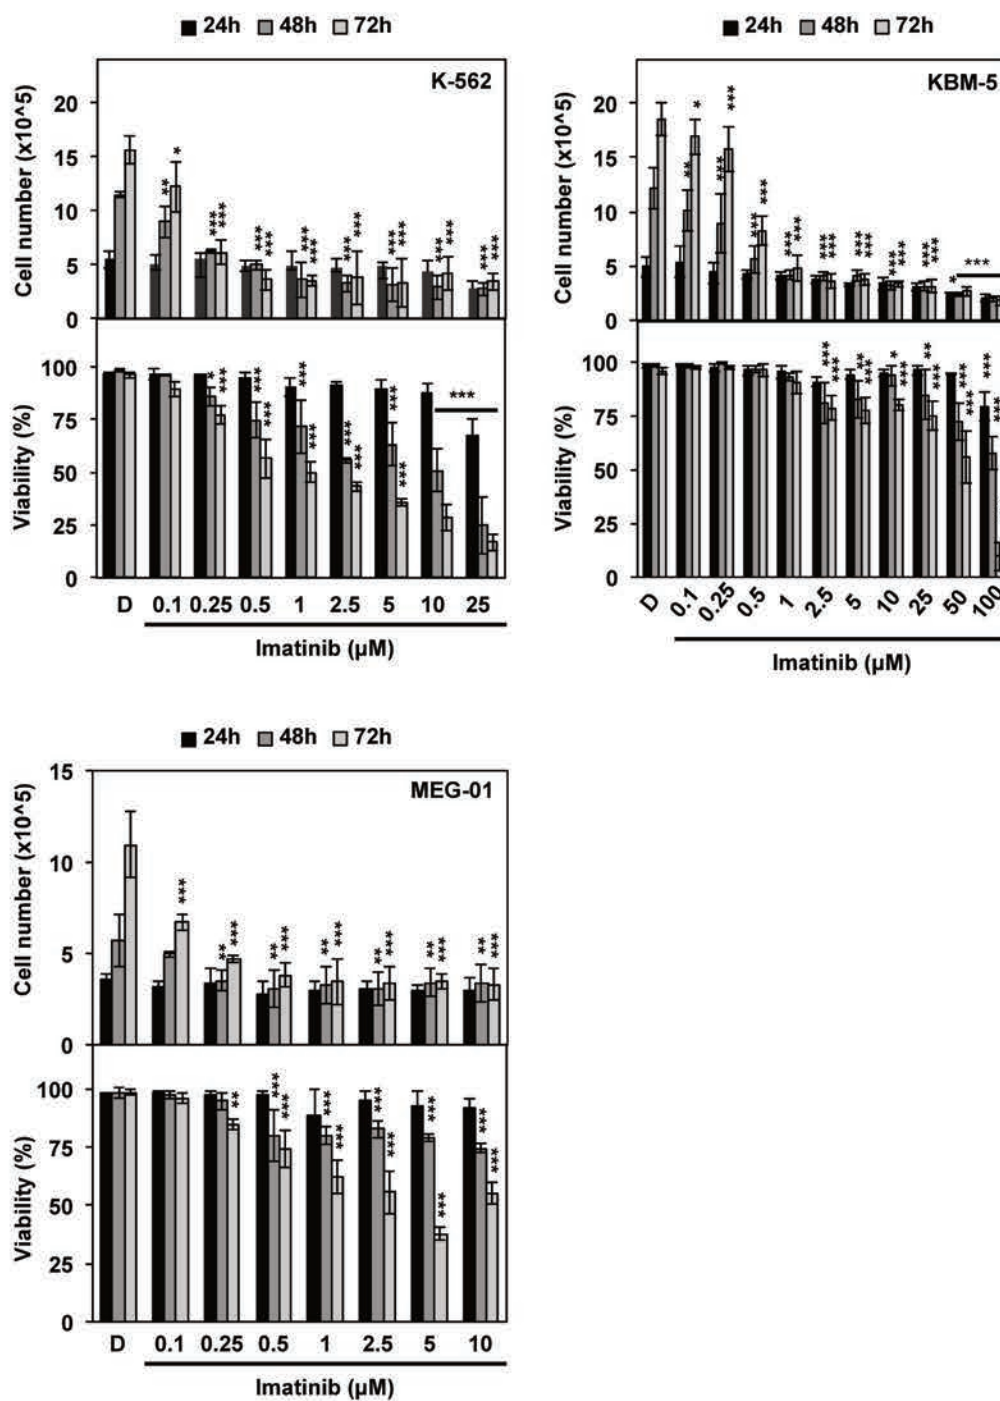 24h 48h 72h
K-562
Cell number (x10^5)
20
15
10
5
0
** * *** *** *** *** *** *** *** *** *** *** *** *** ***
Viability (%)
100
75
50
25
0
* *** *** *** *** *** *** *** *** *** ***
D 0.1 0.25 0.5 1 2.5 5 10 25
Imatinib (µM)
24h 48h 72h
KBM-5
Cell number (x10^5)
20
15
10
5
0
** * *** *** *** *** *** *** *** *** *** *** *** *** *** *** * ***
Viability (%)
100
75
50
25
0
*** *** ** *** * *** ** *** *** *** *** ***
D 0.1 0.25 0.5 1 2.5 5 10 25 50 100
Imatinib (µM)
24h 48h 72h
MEG-01
Cell number (x10^5)
15
10
5
0
*** ** *** ** *** ** *** ** *** ** *** ** ***
Viability (%)
100
75
50
25
0
** *** *** *** *** *** *** *** *** *** ***
D 0.1 0.25 0.5 1 2.5 5 10
Imatinib (µM)